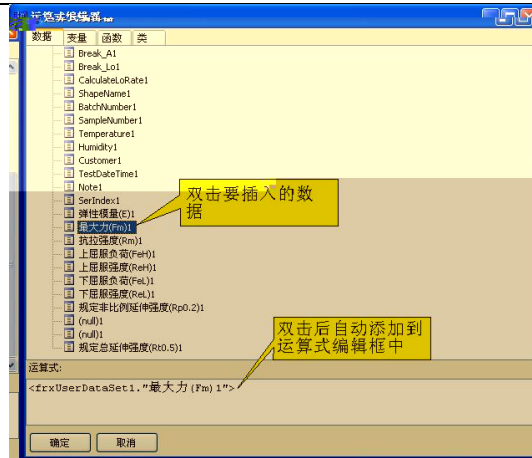 运算式编辑器
数据 变量 函数 类
Break_A1
Break_Lo1
CalculateLoRate1
ShapeName1
BatchNumber1
SampleNumber1
Temperature1
Humidity1
Customer1
TestDateTime1
Note1
SerIndex1
弹性模量(E)1
最大力(Fm)1
抗拉强度(Rm)1
上屈服负荷(FeH)1
上屈服强度(ReH)1
下屈服负荷(FeL)1
下屈服强度(ReL)1
规定非比例延伸强度(Rp0.2)1
(null)1
(null)1
规定总延伸强度(Rt0.5)1
双击要插入的数
据
双击后自动添加到
运算式编辑框中
运算式:
<frxUserDataSet1."最大力(Fm)1">
确定 取消